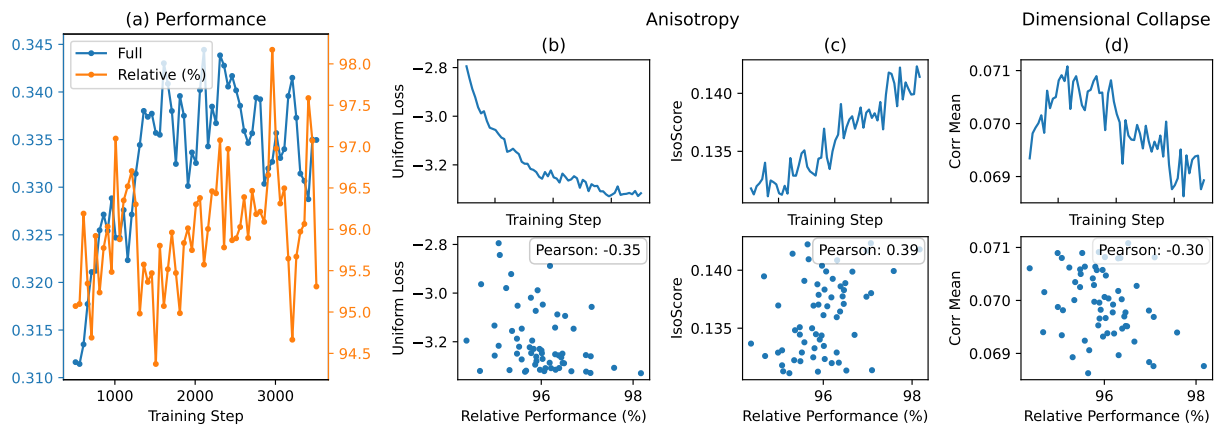 (a) Performance
Anisotropy
Dimensional Collapse
Full
Relative (%)
0.345
0.340
0.335
0.330
0.325
0.320
0.315
0.310
98.0
97.5
97.0
96.5
96.0
95.5
95.0
94.5
1000
2000
3000
Training Step
(b)
Uniform Loss
−2.8
−3.0
−3.2
Training Step
(c)
IsoScore
0.140
0.135
Training Step
(d)
Corr Mean
0.071
0.070
0.069
Training Step
Uniform Loss
−2.8
−3.0
−3.2
Pearson: -0.35
96
98
Relative Performance (%)
IsoScore
0.140
0.135
Pearson: 0.39
96
98
Relative Performance (%)
Corr Mean
0.071
0.070
0.069
Pearson: -0.30
96
98
Relative Performance (%)